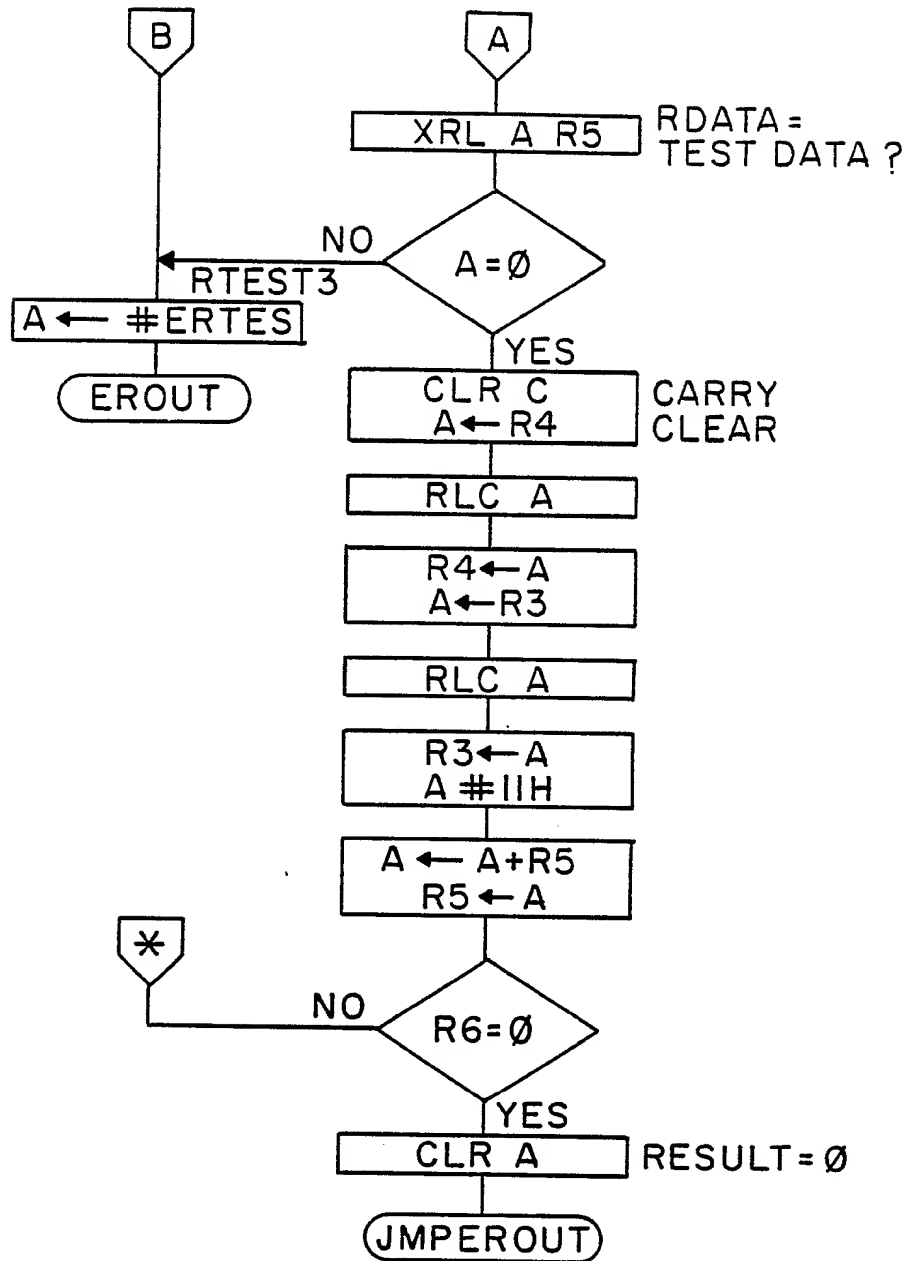 B
A
XRL A R5
RDATA=
TEST DATA ?
NO
A=Ø
RTEST3
A ← #ERTES
YES
EROUT
CLR C
A←R4
CARRY
CLEAR
RLC A
R4←A
A←R3
RLC A
R3←A
A #11H
A ← A+R5
R5←A
*
NO
R6=Ø
YES
CLR A
RESULT=Ø
JMPEROUT